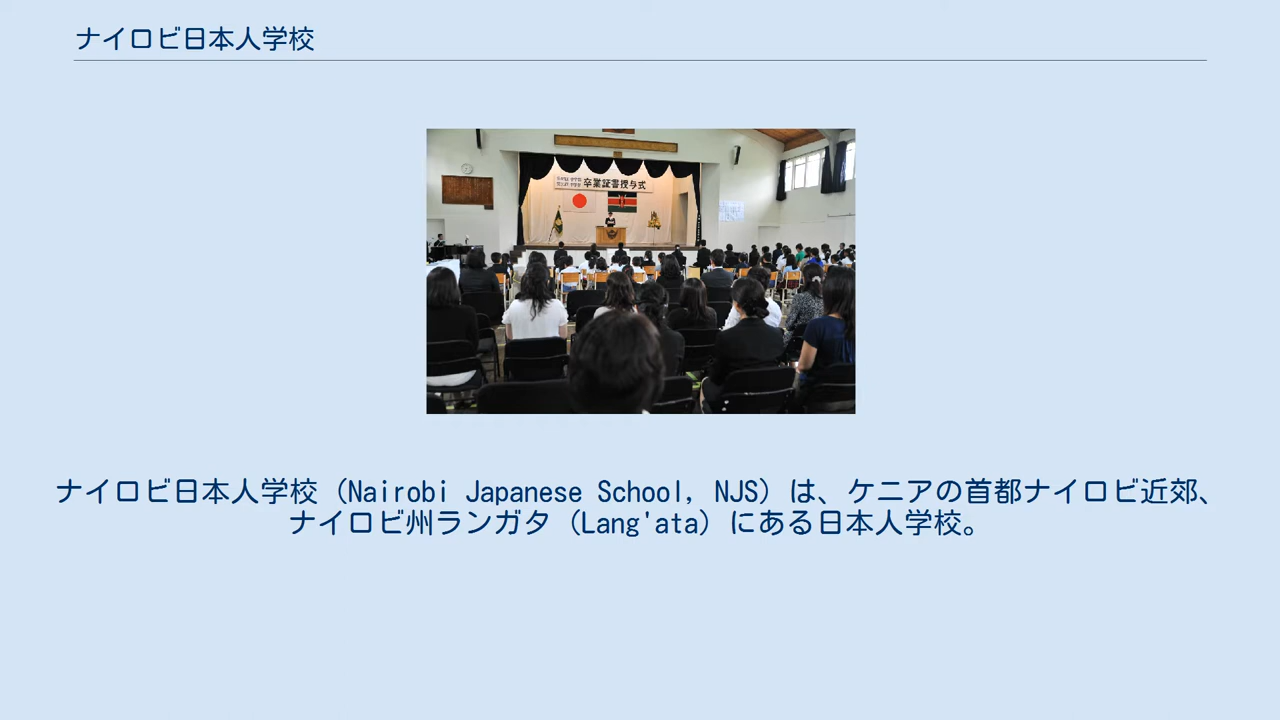 ナイロビ日本人学校
卒業証書授与式
ナイロビ日本人学校（Nairobi Japanese School, NJS）は、ケニアの首都ナイロビ近郊、
ナイロビ州ランガタ（Lang'ata）にある日本人学校。